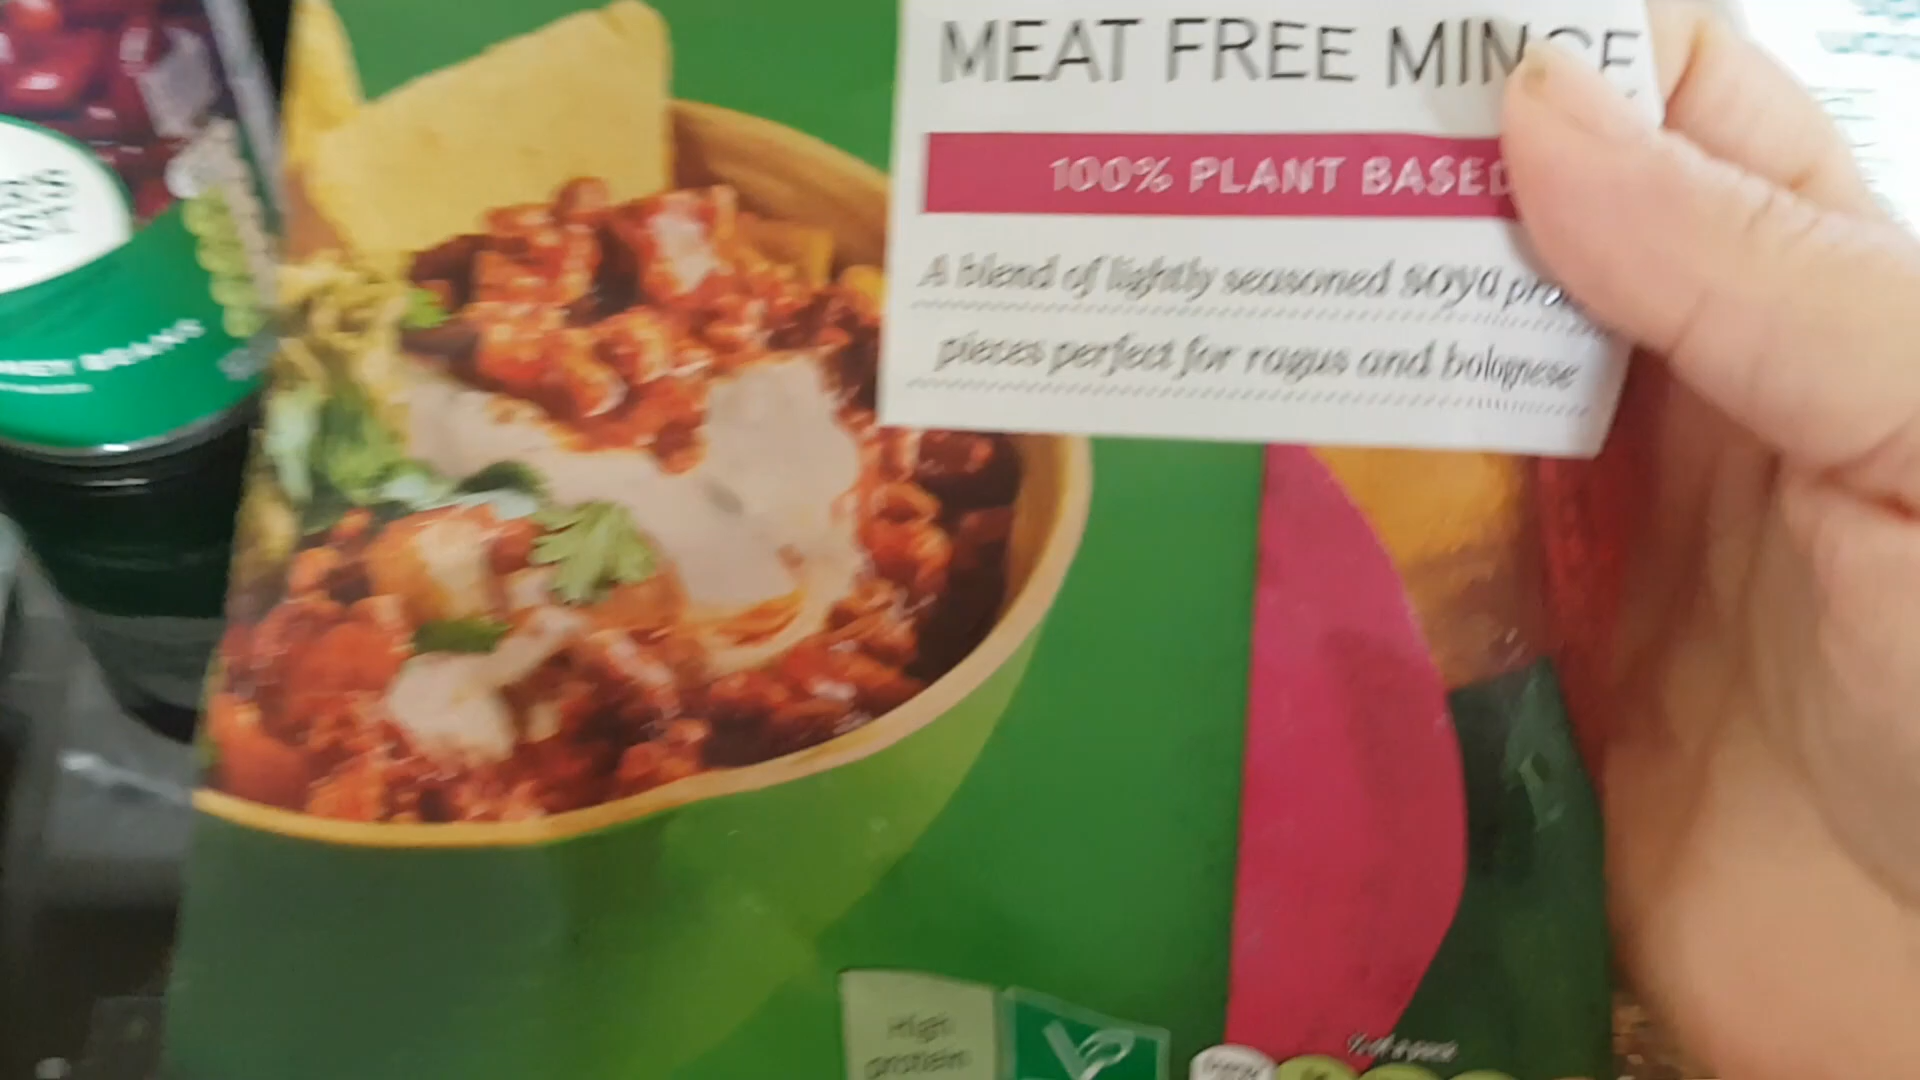 MEAT FREE MINCE
100% PLANT BASED
A blend of lightly seasoned soya
pieces perfect for ragus and bolognese
High
protein